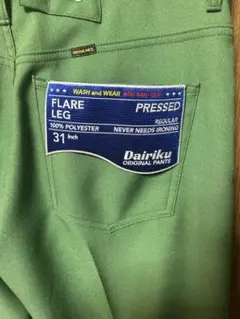 WASH and WEAR
FLARE LEG
PRESSED
REGULAR
100% POLYESTER
NEVER NEEDS IRONING
31 Inch
Dairiku
ORIGINAL PANTS